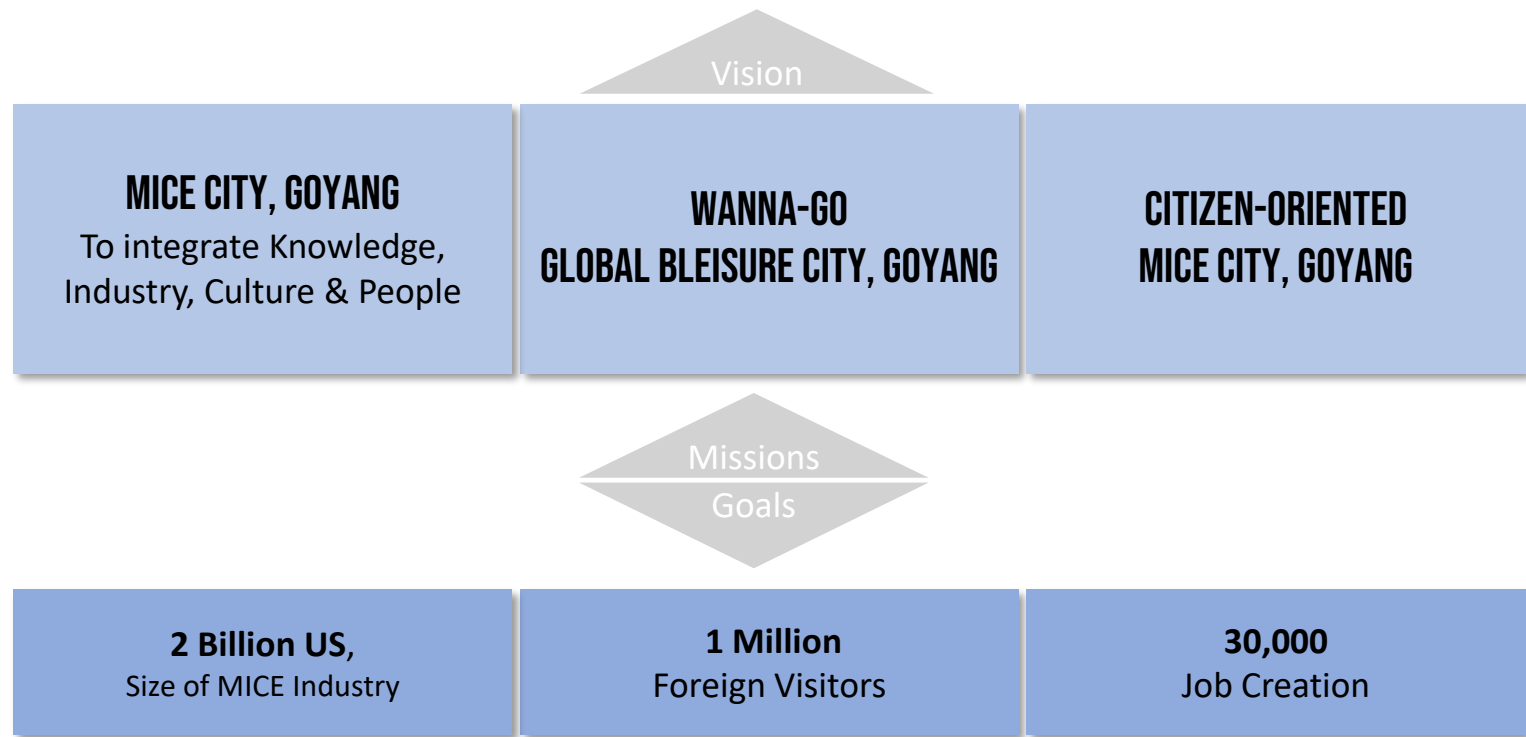 Vision
MICE CITY, GOYANG
To integrate Knowledge,
Industry, Culture & People
WANNA-GO
GLOBAL BLEISURE CITY, GOYANG
CITIZEN-ORIENTED
MICE CITY, GOYANG
Missions
Goals
2 Billion US,
Size of MICE Industry
1 Million
Foreign Visitors
30,000
Job Creation